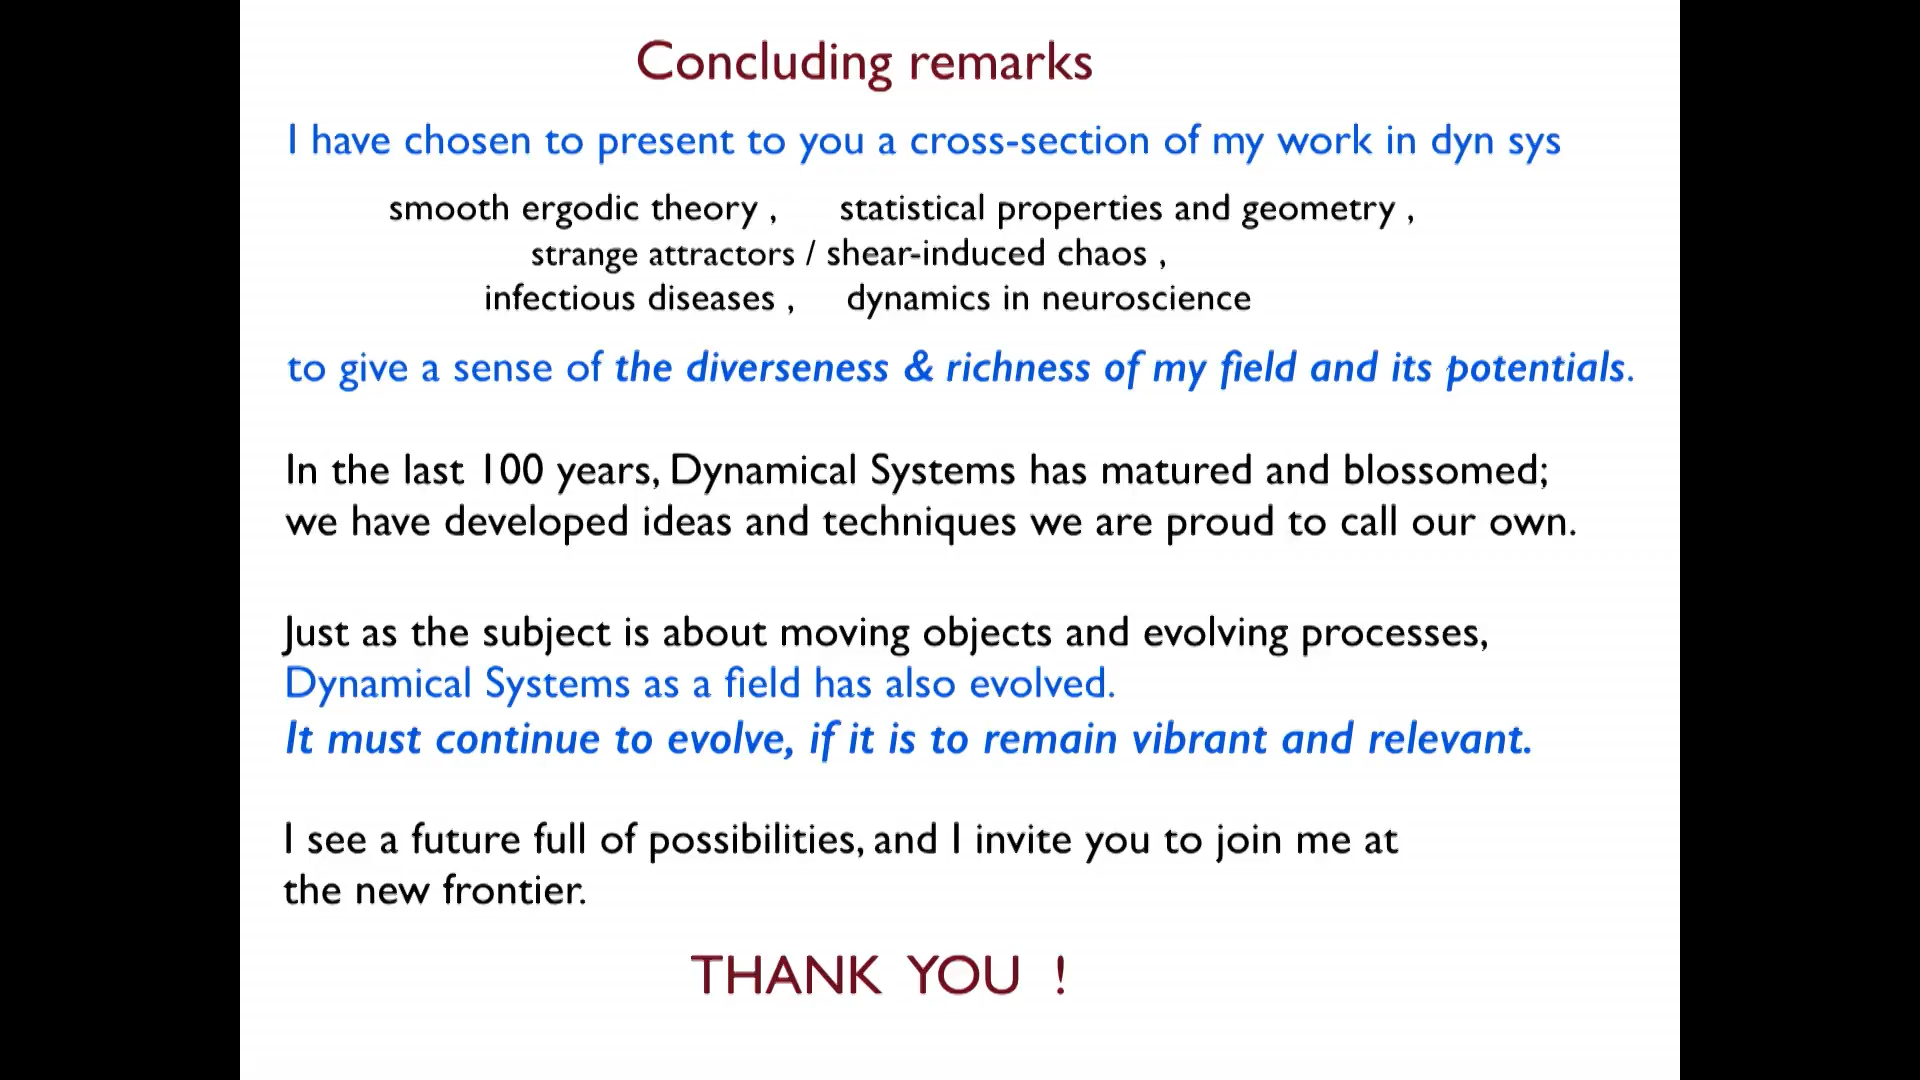 Concluding remarks
I have chosen to present to you a cross-section of my work in dyn sys
smooth ergodic theory , statistical properties and geometry ,
strange attractors / shear-induced chaos ,
infectious diseases , dynamics in neuroscience
to give a sense of the diverseness & richness of my field and its potentials.
In the last 100 years, Dynamical Systems has matured and blossomed;
we have developed ideas and techniques we are proud to call our own.
Just as the subject is about moving objects and evolving processes,
Dynamical Systems as a field has also evolved.
It must continue to evolve, if it is to remain vibrant and relevant.
I see a future full of possibilities, and I invite you to join me at
the new frontier.
THANK YOU !